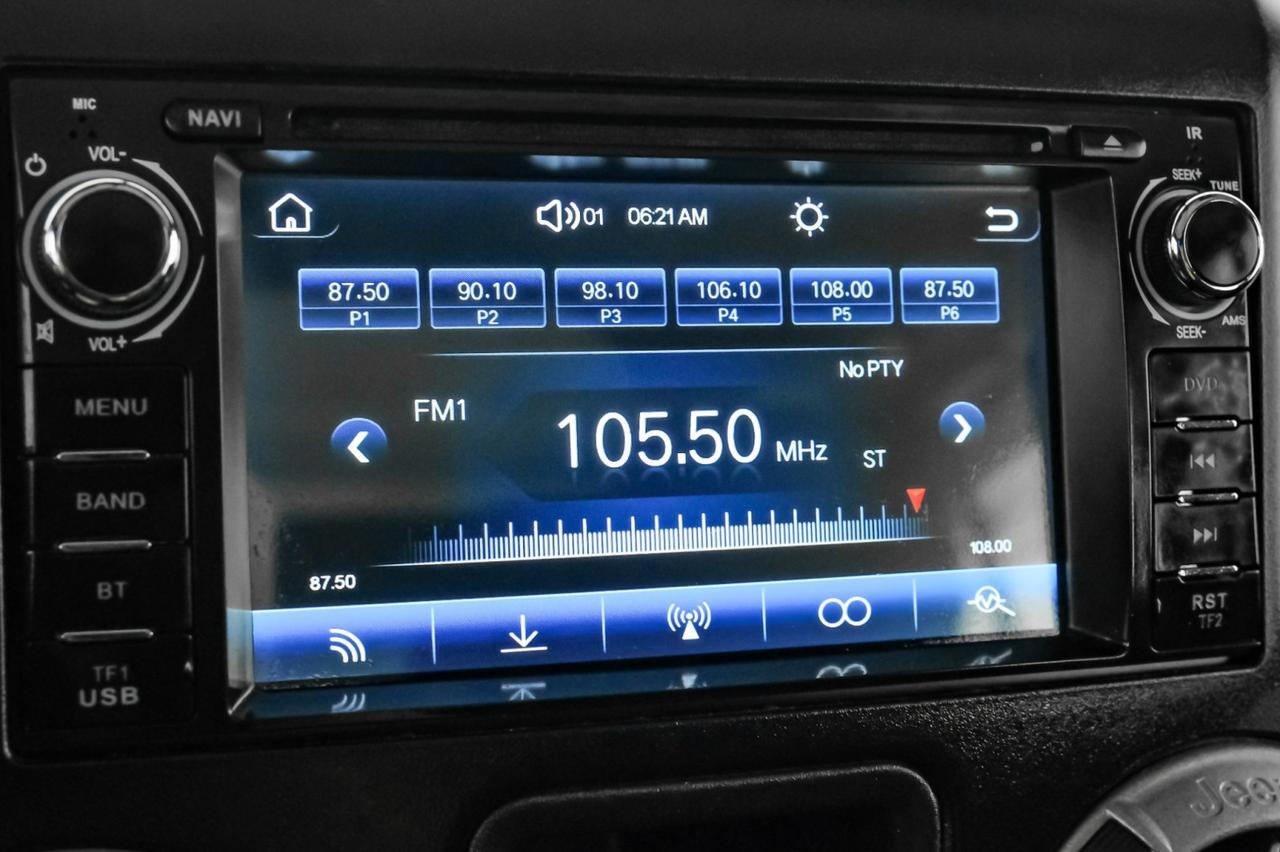 MIC
NAVI
IR
VOL-
SEEK+
TUNE
01 06:21 AM
87.50 90.10 98.10 106.10 108.00 87.50
P1 P2 P3 P4 P5 P6
VOL+
SEEK-
AMS
No PTY
FM1
105.50 MHz
ST
87.50
108.00
MENU
BAND
BT
TF1
USB
DVD
RST
TF2
Jeep